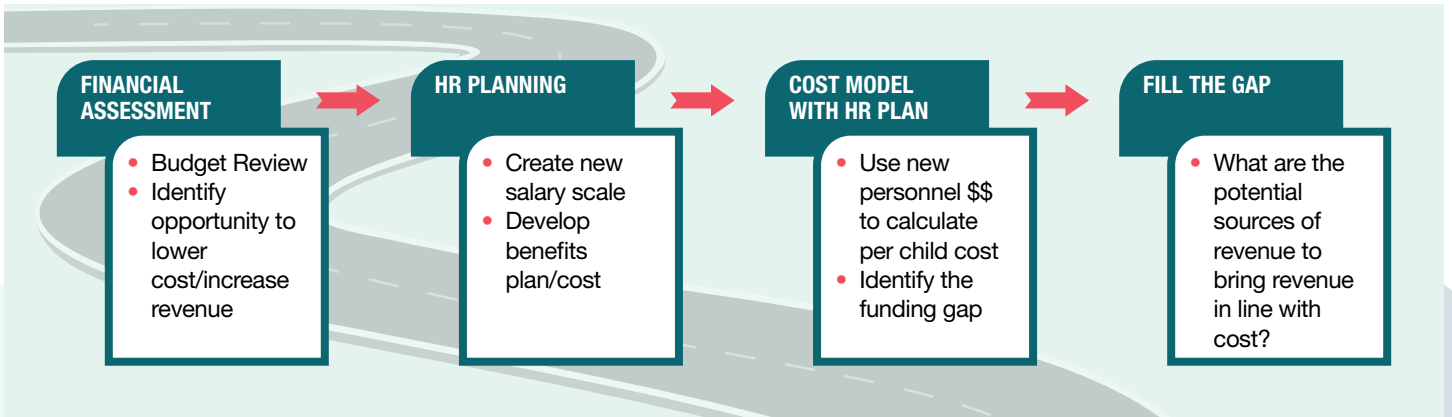 FINANCIAL
ASSESSMENT
• Budget Review
• Identify
opportunity to
lower
cost/increase
revenue
HR PLANNING
• Create new
salary scale
• Develop
benefits
plan/cost
COST MODEL
WITH HR PLAN
• Use new
personnel $$
to calculate
per child cost
• Identify the
funding gap
FILL THE GAP
• What are the
potential
sources of
revenue to
bring revenue
in line with
cost?